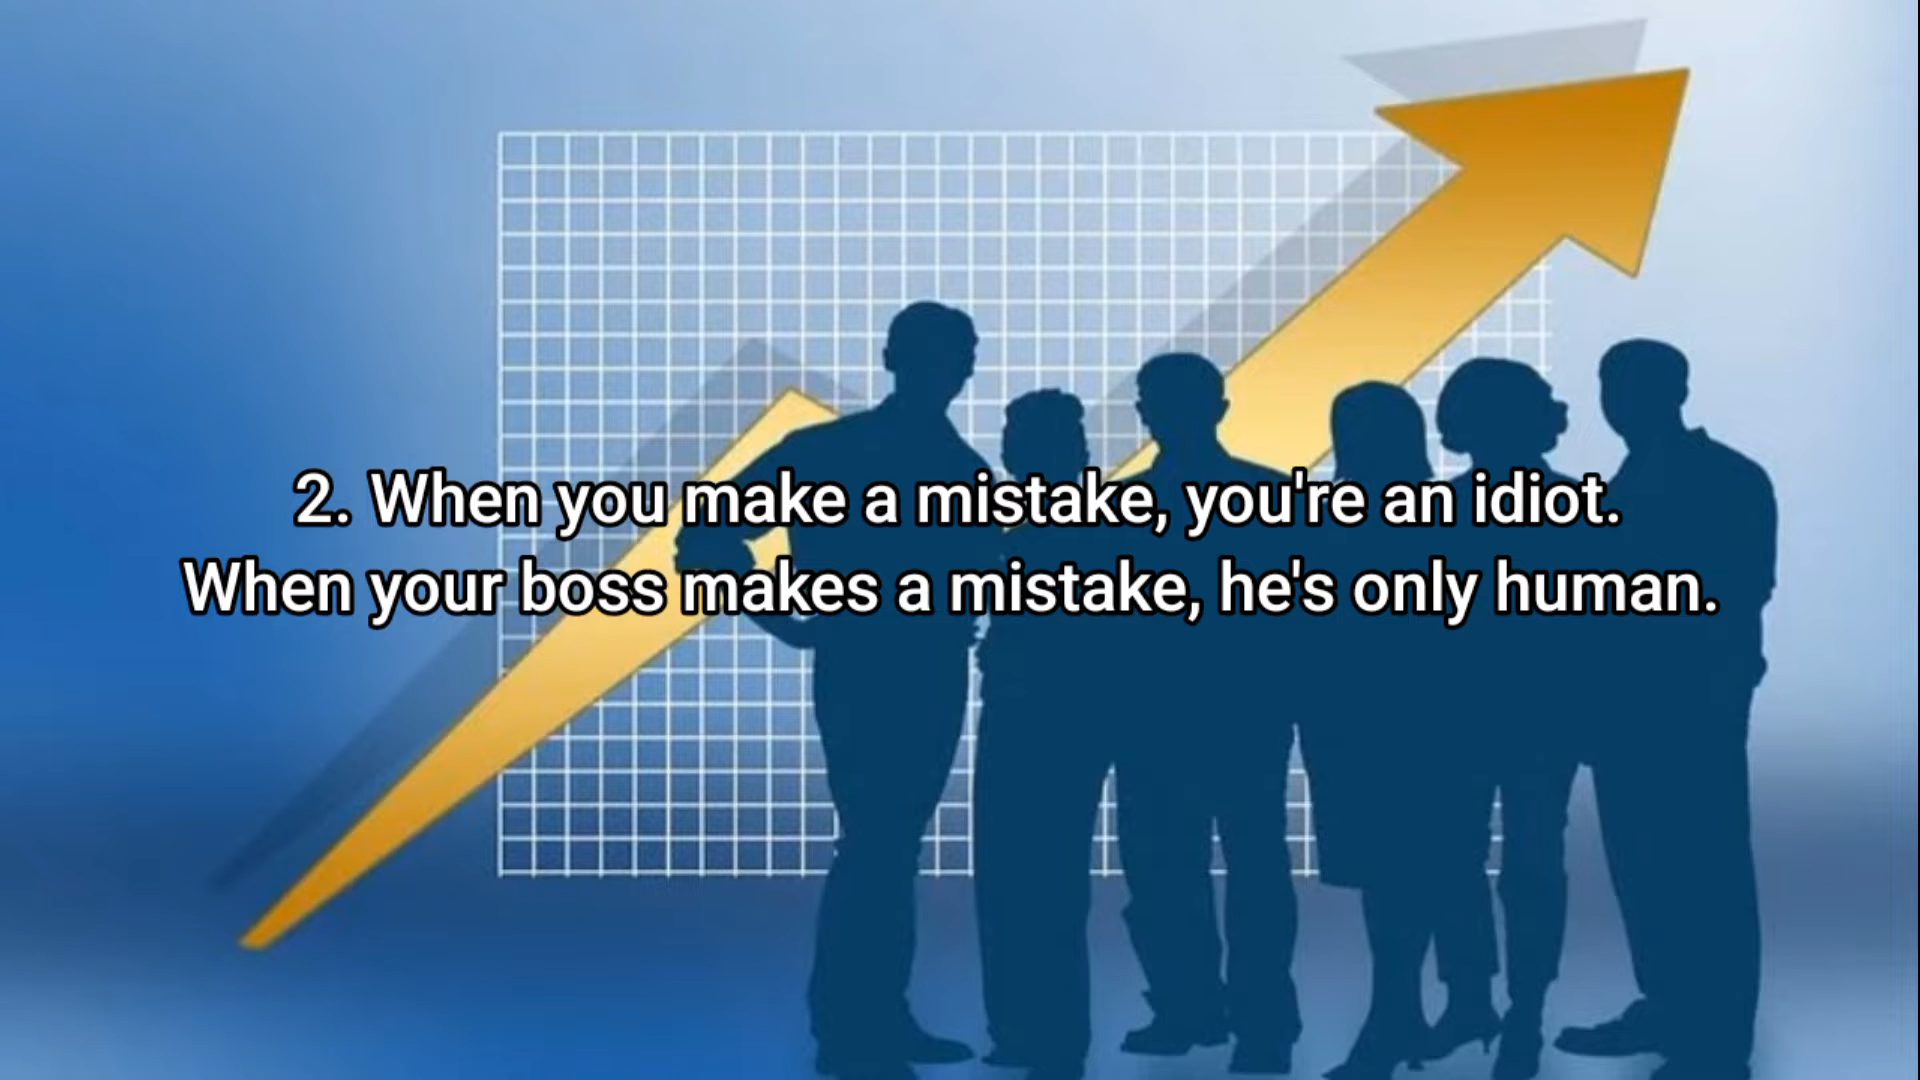 2. When you make a mistake, you're an idiot.
When your boss makes a mistake, he's only human.